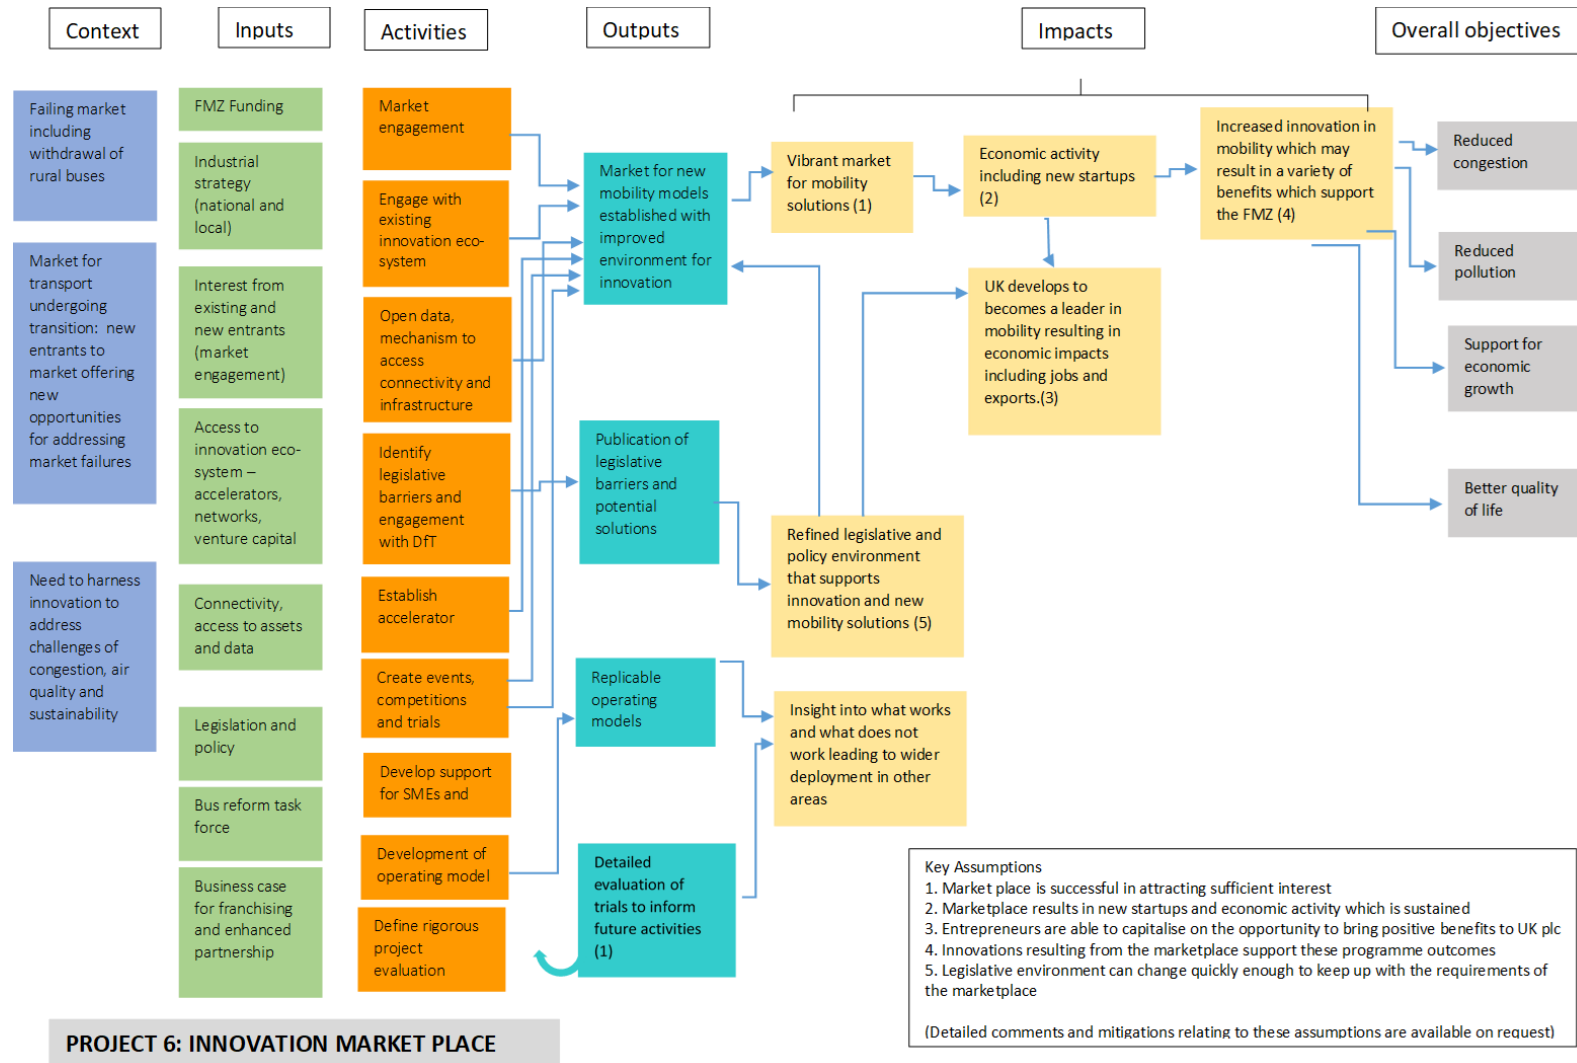 Context
Inputs
Activities
Outputs
Impacts
Overall objectives
Failing market
including
withdrawal of
rural buses
Market for
transport
undergoing
transition:  new
entrants to
market offering
new
opportunities
for addressing
market failures
Need to harness
innovation to
address
challenges of
congestion, air
quality and
sustainability
FMZ Funding
Industrial
strategy
(national and
local)
Interest from
existing and
new entrants
(market
engagement)
Access to
innovation eco-
system –
accelerators,
networks,
venture capital
Connectivity,
access to assets
and data
Legislation and
policy
Bus reform task
force
Business case
for franchising
and enhanced
partnership
Market
engagement
Engage with
existing
innovation eco-
system
Open data,
mechanism to
access
connectivity and
infrastructure
Identify
legislative
barriers and
engagement
with DfT
Establish
accelerator
Create events,
competitions
and trials
Develop support
for SMEs and
Development of
operating model
Define rigorous
project
evaluation
Market for new
mobility models
established with
improved
environment for
innovation
Publication of
legislative
barriers and
potential
solutions
Replicable
operating
models
Detailed
evaluation of
trials to inform
future activities
(1)
Vibrant market
for mobility
solutions (1)
Economic activity
including new startups
(2)
Increased innovation in
mobility which may
result in a variety of
benefits which support
the FMZ (4)
UK develops to
becomes a leader in
mobility resulting in
economic impacts
including jobs and
exports.(3)
Refined legislative and
policy environment
that supports
innovation and new
mobility solutions (5)
Insight into what works
and what does not
work leading to wider
deployment in other
areas
Reduced
congestion
Reduced
pollution
Support for
economic
growth
Better quality
of life
Key Assumptions
1. Market place is successful in attracting sufficient interest
2. Marketplace results in new startups and economic activity which is sustained
3. Entrepreneurs are able to capitalise on the opportunity to bring positive benefits to UK plc
4. Innovations resulting from the marketplace support these programme outcomes
5. Legislative environment can change quickly enough to keep up with the requirements of
the marketplace
(Detailed comments and mitigations relating to these assumptions are available on request)
PROJECT 6: INNOVATION MARKET PLACE